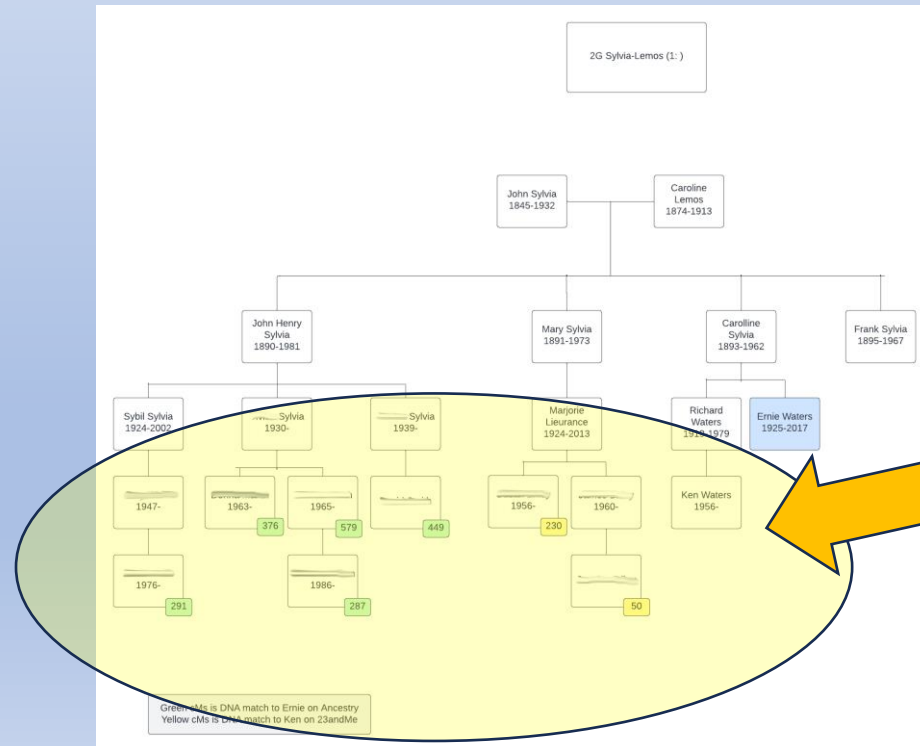 2G Sylvia-Lemos (1: )
John Sylvia
1845-1932
Caroline
Lemos
1874-1913
John Henry
Sylvia
1890-1981
Mary Sylvia
1891-1973
Carolline
Sylvia
1893-1962
Frank Sylvia
1895-1967
Sybil Sylvia
1924-2002
Sylvia
1930-
Sylvia
1939-
Marjorie
Lieurance
1924-2013
Richard
Waters
Ernie Waters
1925-2017
1947-
1963-
376
1965-
579
449
1956-
230
1960-
Ken Waters
1956-
1976-
291
1986-
287
50
Green cMs is DNA match to Ernie on Ancestry
Yellow cMs is DNA match to Ken on 23andMe